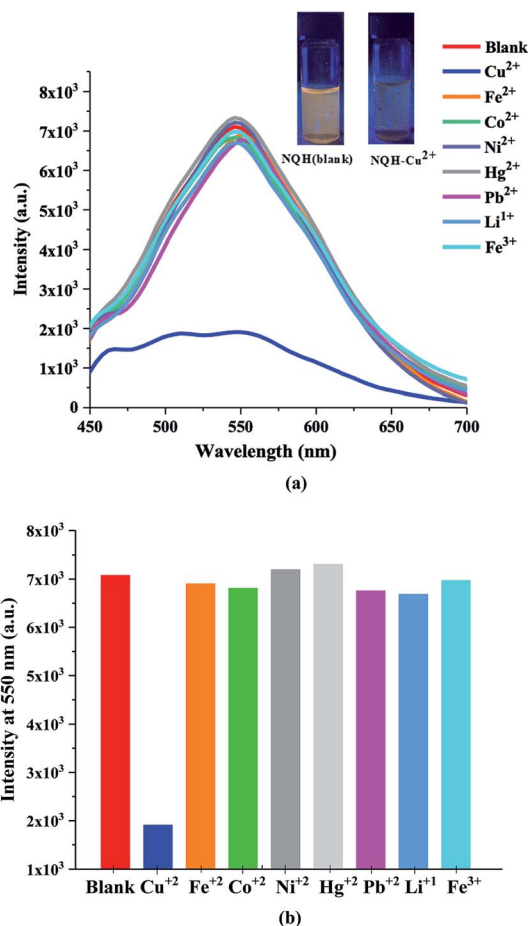 Blank
Cu²⁺
Fe²⁺
Co²⁺
Ni²⁺
Hg²⁺
Pb²⁺
Li¹⁺
Fe³⁺
NQH(blank) NQH-Cu²⁺
8x10³
7x10³
6x10³
5x10³
4x10³
3x10³
2x10³
1x10³
0
Intensity (a.u.)
450 500 550 600 650 700
Wavelength (nm)
(a)
8x10³
7x10³
6x10³
5x10³
4x10³
3x10³
2x10³
1x10³
Intensity at 550 nm (a.u.)
Blank Cu⁺² Fe⁺² Co⁺² Ni⁺² Hg⁺² Pb⁺² Li⁺¹ Fe³⁺
(b)